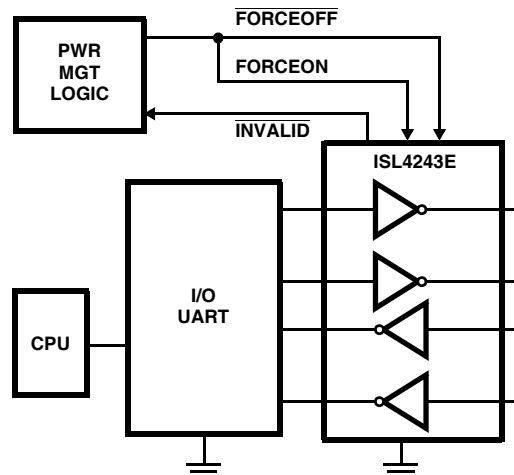 FORCEOFF
PWR
MGT
LOGIC
FORCEON
INVALID
ISL4243E
I/O
UART
CPU